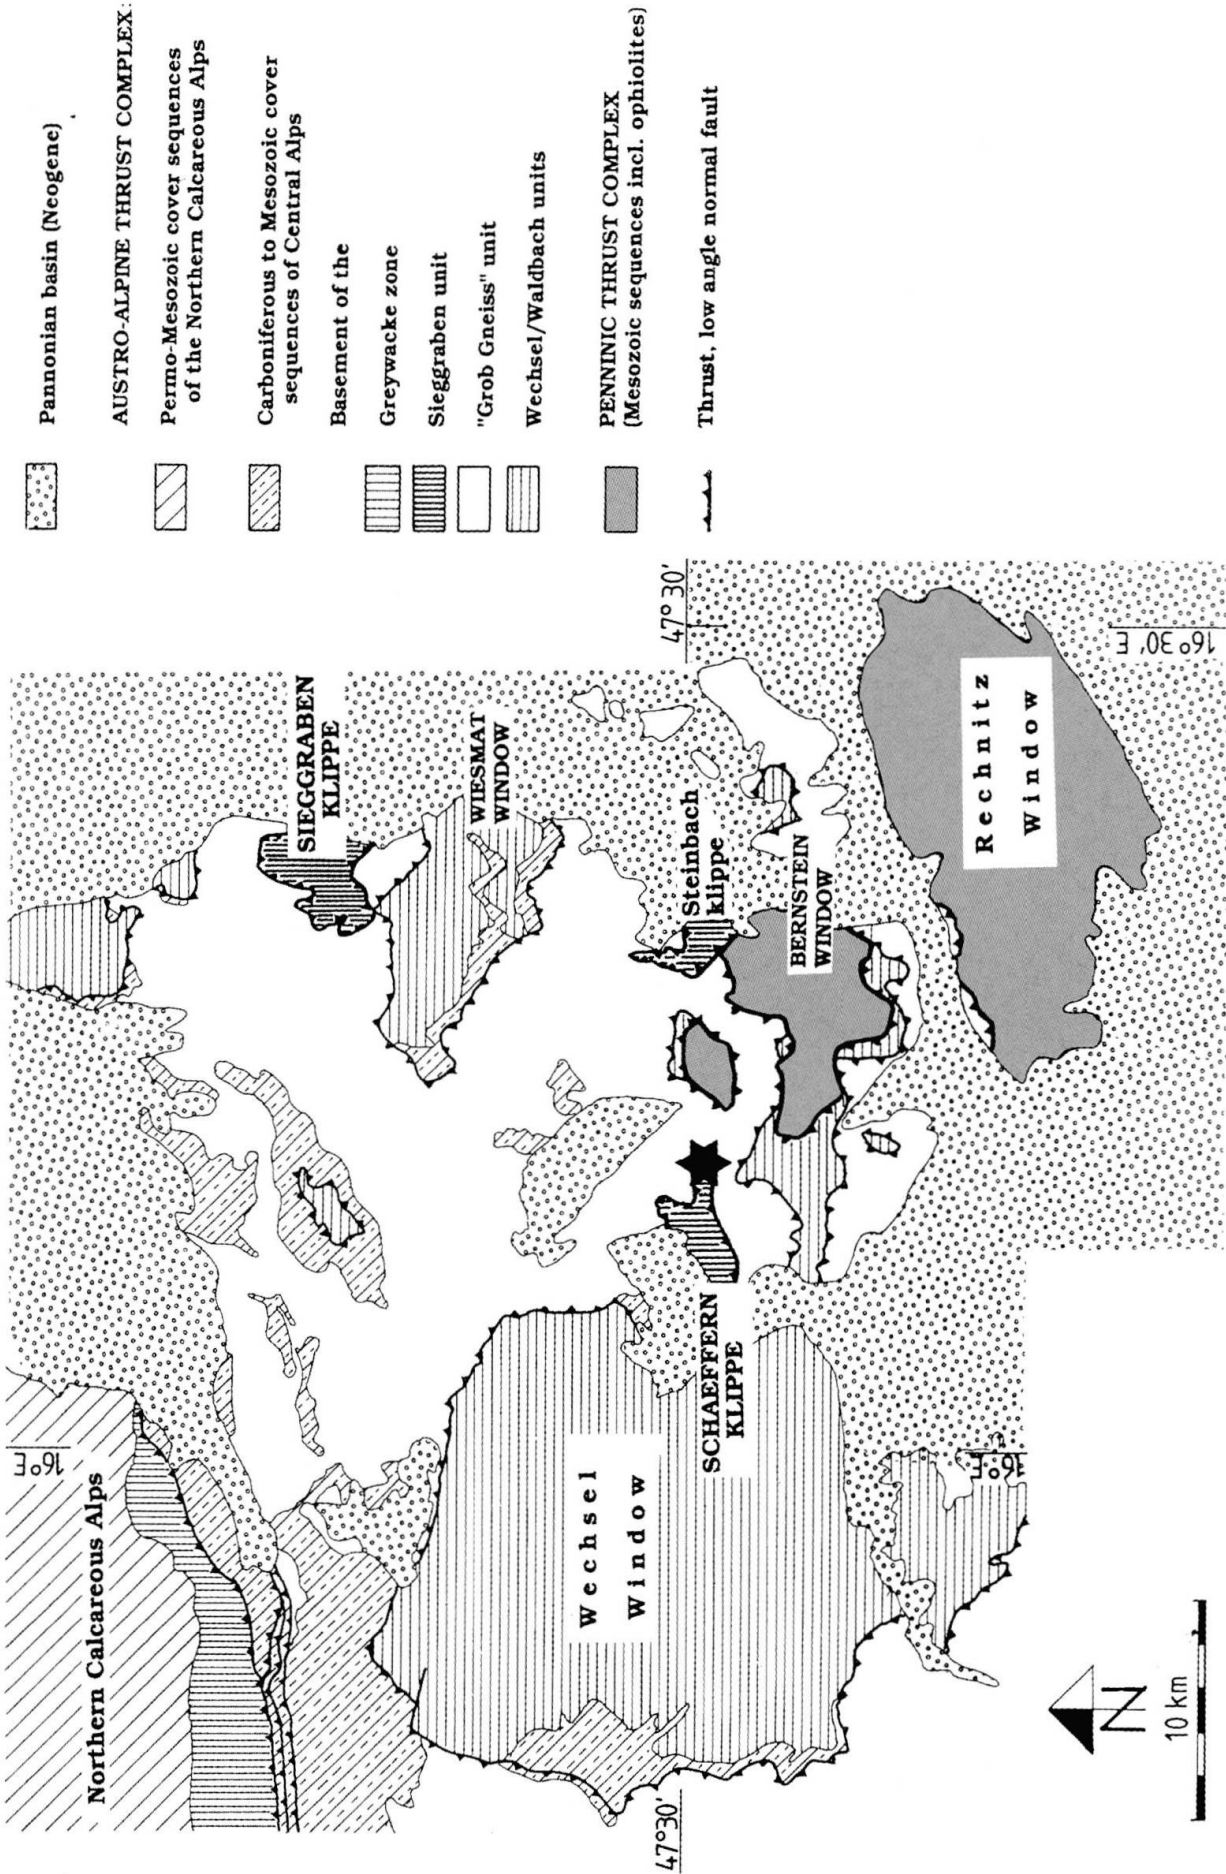 Northern Calcareous Alps
16°E
SIEGGRABEN
KLIPPE
WIESMAT
WINDOW
Steinbach
klippe
BERNSTEIN
WINDOW
SCHAEFFERN
KLIPPE
Wechsel
Window
Rechnitz
Window
47°30'
47°30'
16°30'E
16°E
N
10 km
Pannonian basin (Neogene)
AUSTRO-ALPINE THRUST COMPLEX:
Permo-Mesozoic cover sequences
of the Northern Calcareous Alps
Carboniferous to Mesozoic cover
sequences of Central Alps
Basement of the
Greywacke zone
Sieggraben unit
"Grob Gneiss" unit
Wechsel/Waldbach units
PENNINIC THRUST COMPLEX
(Mesozoic sequences incl. ophiolites)
Thrust, low angle normal fault